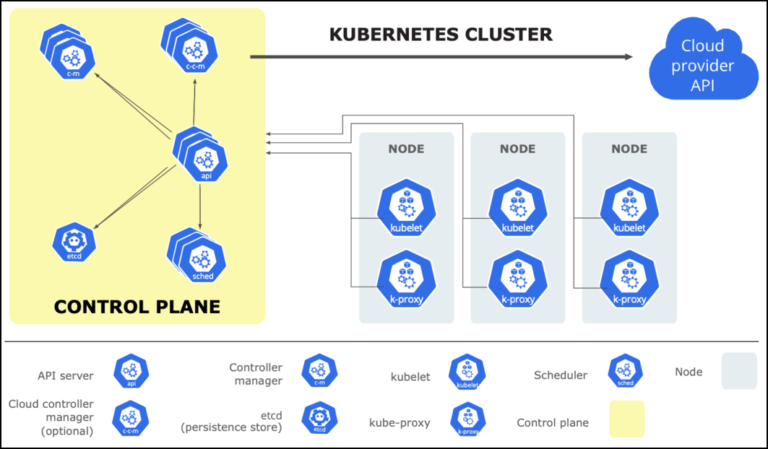 KUBERNETES CLUSTER
c-m
c-c-m
Cloud
provider
API
api
NODE
NODE
NODE
kubelet
kubelet
kubelet
etcd
sched
k-proxy
k-proxy
k-proxy
CONTROL PLANE
API server
api
Controller
manager
c-m
kubelet
kubelet
Scheduler
sched
Node
Cloud controller
manager
(optional)
c-c-m
etcd
(persistence store)
etcd
kube-proxy
k-proxy
Control plane